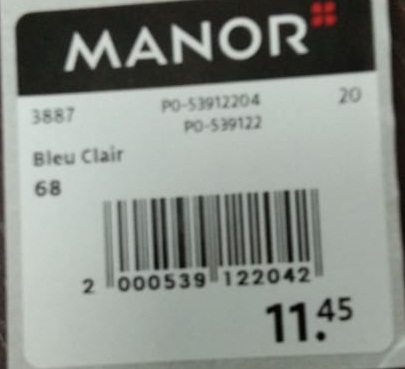 MANOR
3887 PO-53912204 20
PO-539122
Bleu Clair
68
2 000539 122042
11.45